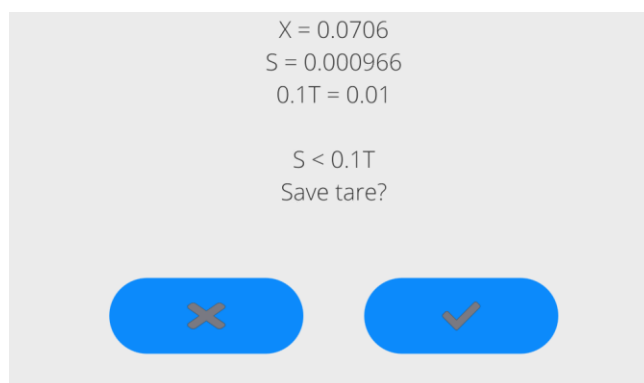 X = 0.0706
S = 0.000966
0.1T = 0.01
S < 0.1T
Save tare?